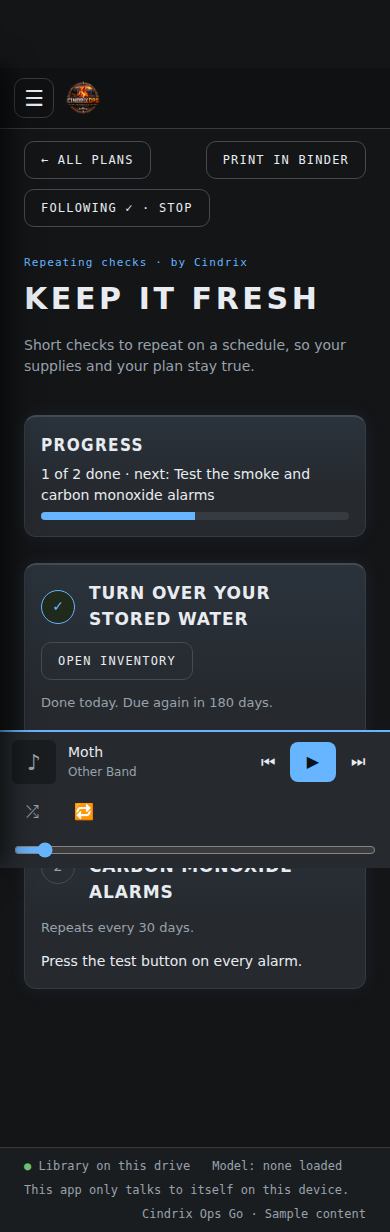 ← ALL PLANS
PRINT IN BINDER
FOLLOWING ✓ · STOP
Repeating checks · by Cindrix
KEEP IT FRESH
Short checks to repeat on a schedule, so your
supplies and your plan stay true.
PROGRESS
1 of 2 done · next: Test the smoke and
carbon monoxide alarms
✓ TURN OVER YOUR
STORED WATER
OPEN INVENTORY
Done today. Due again in 180 days.
Moth
Other Band
CARBON MONOXIDE
ALARMS
Repeats every 30 days.
Press the test button on every alarm.
● Library on this drive Model: none loaded
This app only talks to itself on this device.
Cindrix Ops Go · Sample content